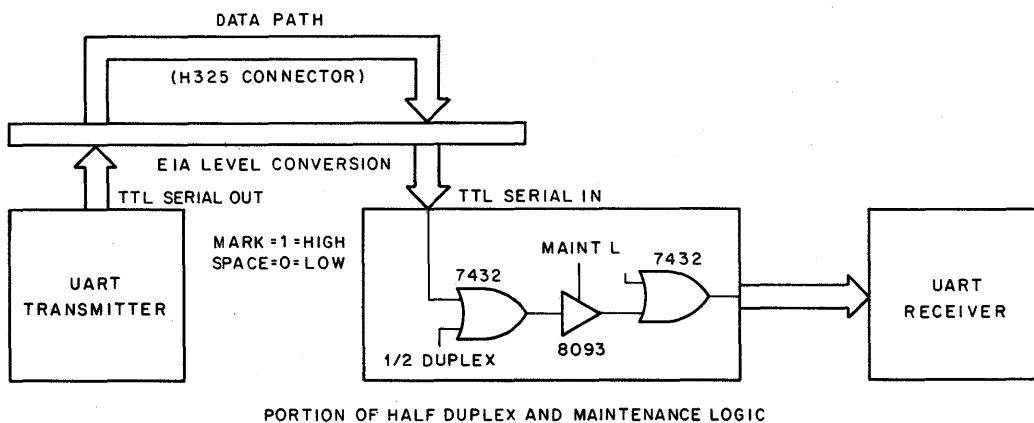 DATA PATH
(H325 CONNECTOR)
EIA LEVEL CONVERSION
TTL SERIAL OUT
TTL SERIAL IN
MARK=1=HIGH
SPACE=0=LOW
UART
TRANSMITTER
7432
MAINT L
7432
1/2 DUPLEX
8093
UART
RECEIVER
PORTION OF HALF DUPLEX AND MAINTENANCE LOGIC